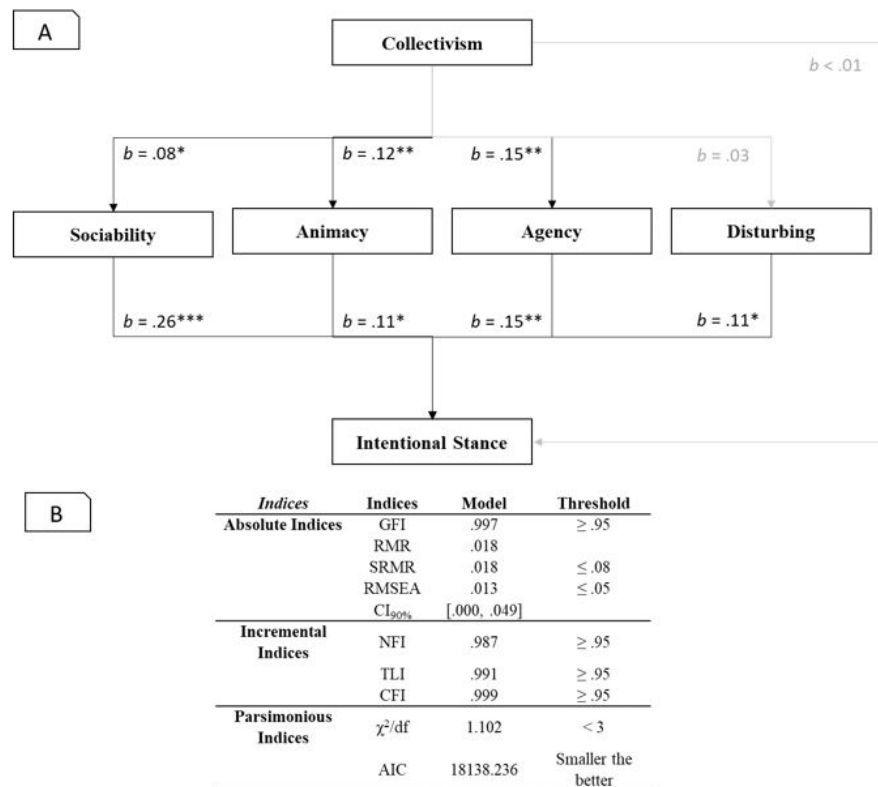 A
Collectivism
b < .01
b = .08*
b = .12**
b = .15**
b = .03
Sociability
Animacy
Agency
Disturbing
b = .26***
b = .11*
b = .15**
b = .11*
Intentional Stance
B
Indices Indices Model Threshold
Absolute Indices GFI .997 ≥ .95
RMR .018
SRMR .018 ≤ .08
RMSEA .013 ≤ .05
CI90% [.000, .049]
Incremental
Indices
NFI .987 ≥ .95
TLI .991 ≥ .95
CFI .999 ≥ .95
Parsimonious
Indices
χ²/df 1.102 < 3
AIC 18138.236 Smaller the
better